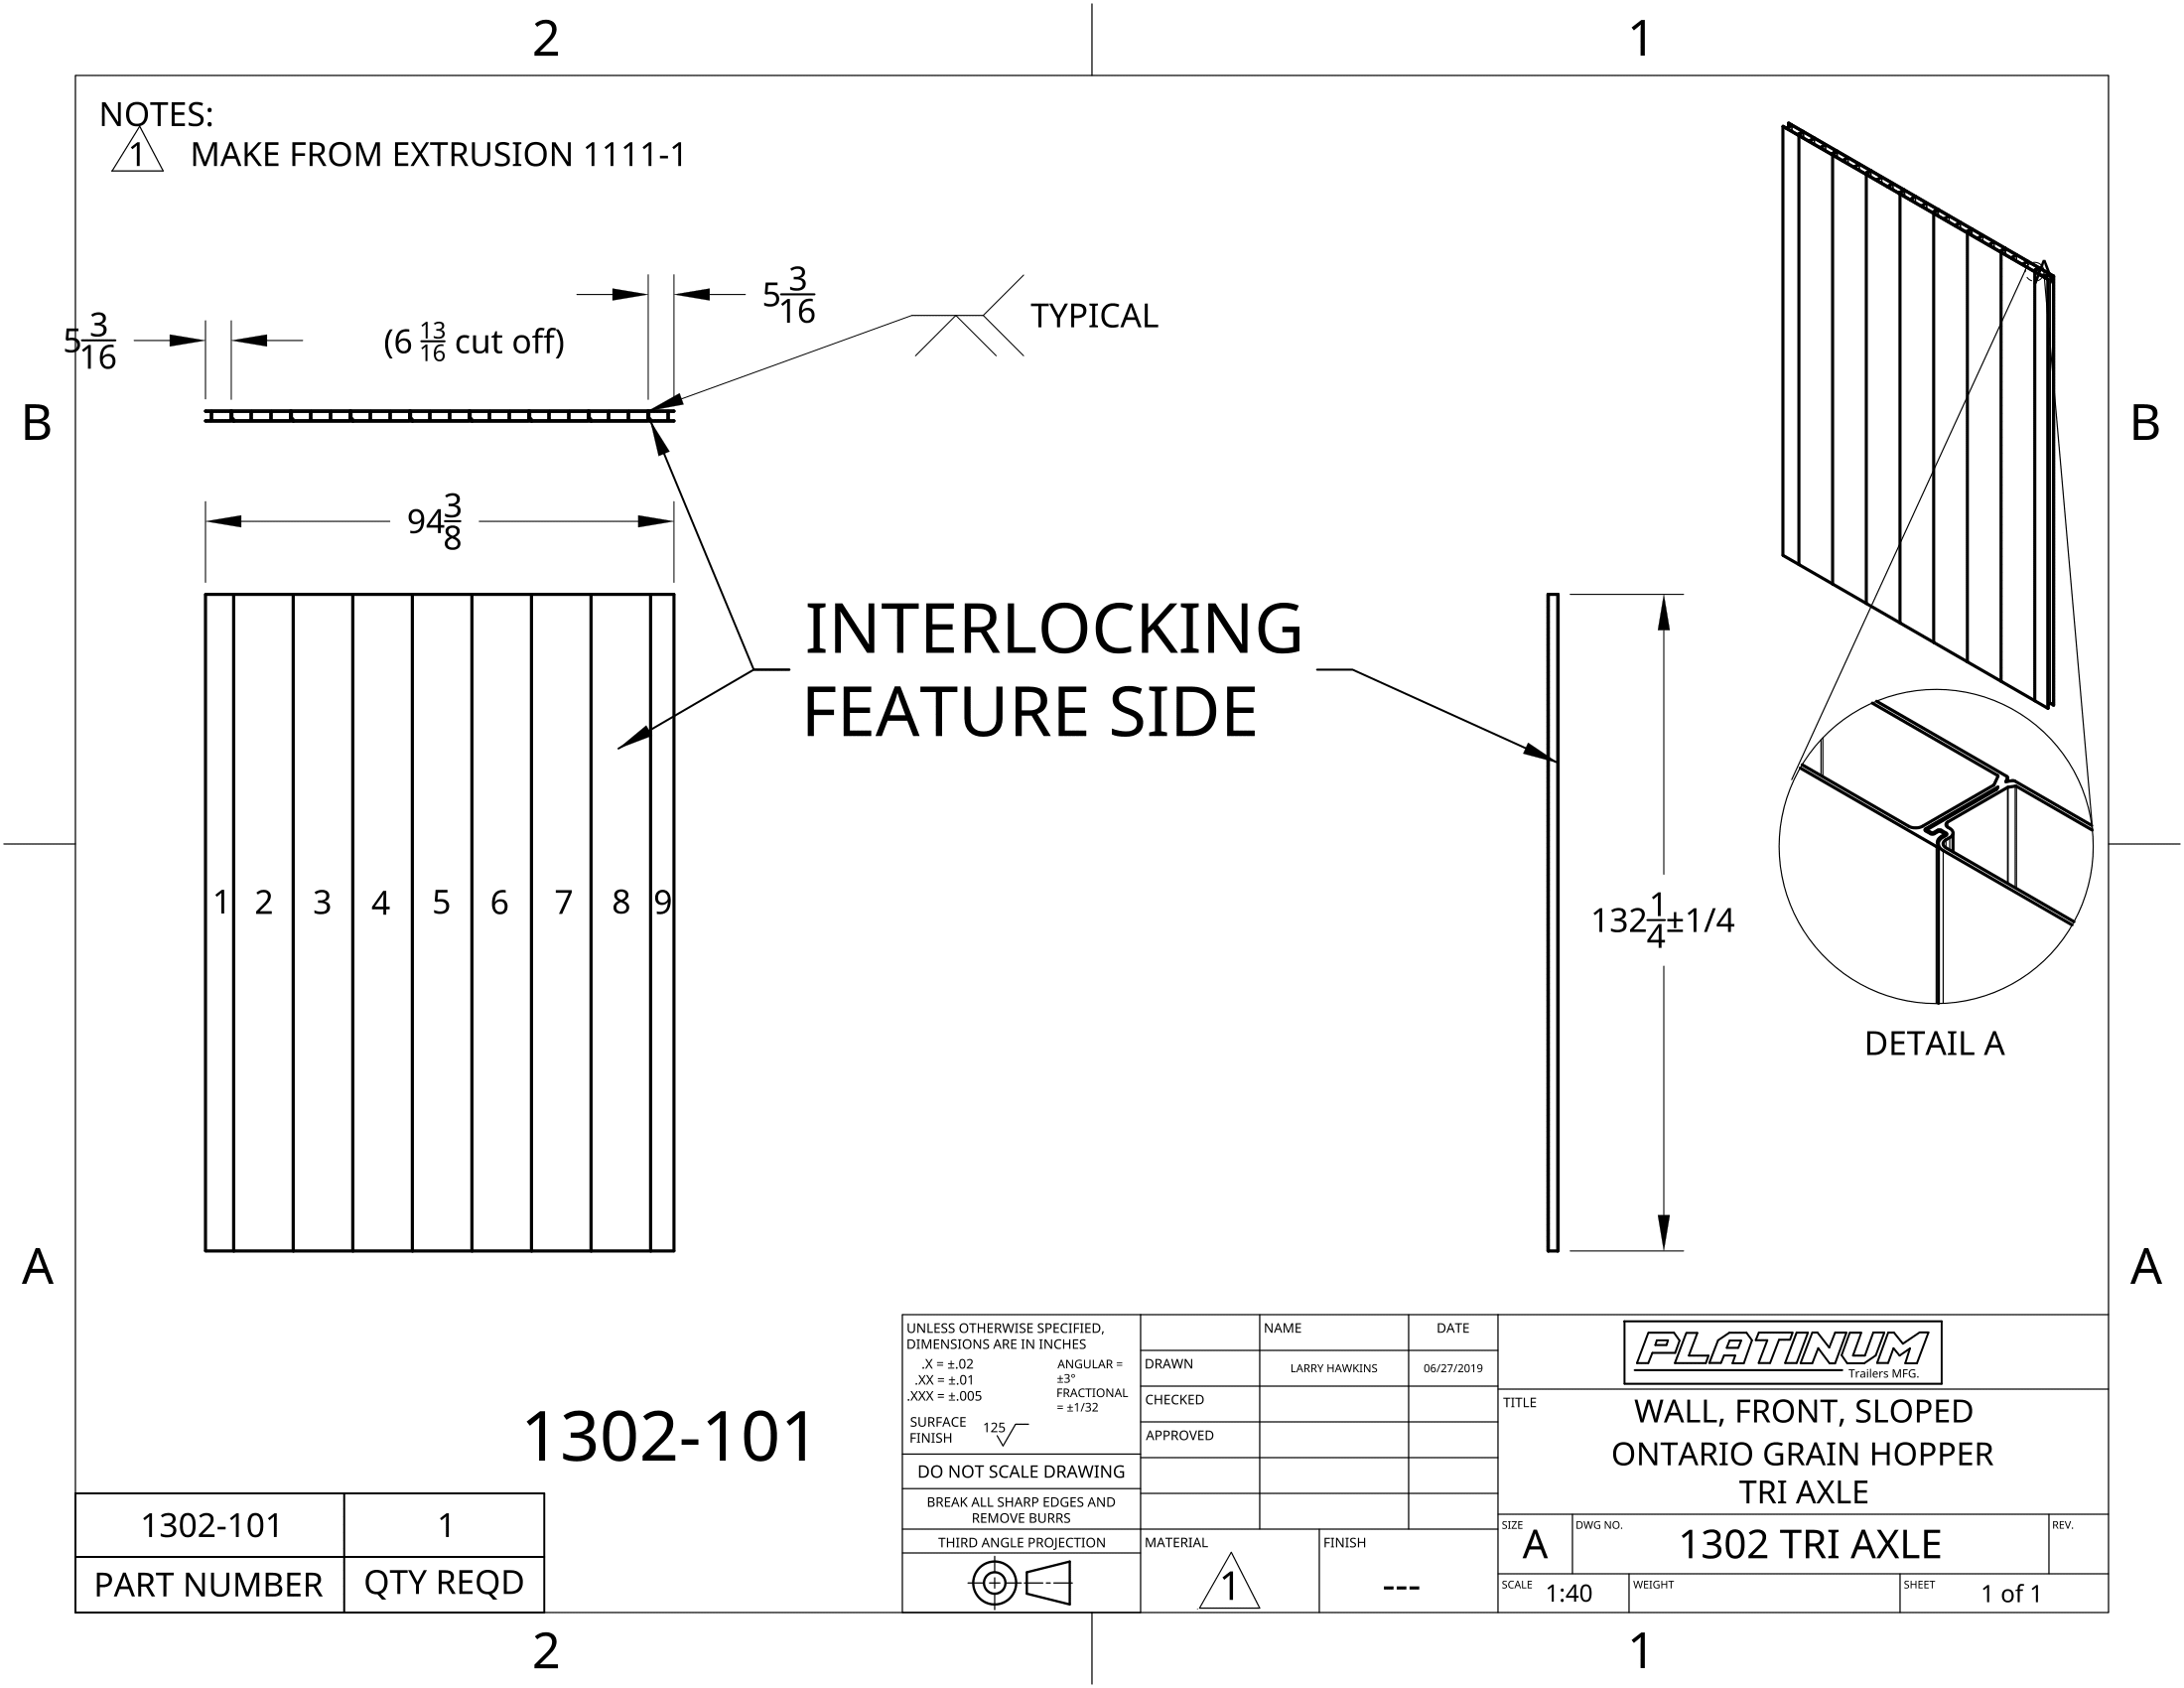 2
1
NOTES:
1 MAKE FROM EXTRUSION 1111-1
5 3/16
(6 13/16 cut off)
5 3/16
TYPICAL
B
B
94 3/8
INTERLOCKING
FEATURE SIDE
1 2 3 4 5 6 7 8 9
132 1/4 ±1/4
A
DETAIL A
A
A
1302-101
1302-101 1
PART NUMBER QTY REQD
UNLESS OTHERWISE SPECIFIED,
DIMENSIONS ARE IN INCHES
.X = ±.02
.XX = ±.01
.XXX = ±.005
ANGULAR =
±3°
FRACTIONAL
= ±1/32
SURFACE
FINISH
125
DO NOT SCALE DRAWING
BREAK ALL SHARP EDGES AND
REMOVE BURRS
THIRD ANGLE PROJECTION
NAME DATE
DRAWN LARRY HAWKINS 06/27/2019
CHECKED
APPROVED
MATERIAL
1
FINISH
---
PLATINUM
Trailers MFG.
TITLE
WALL, FRONT, SLOPED
ONTARIO GRAIN HOPPER
TRI AXLE
SIZE
A
DWG NO.
1302 TRI AXLE
REV.
SCALE 1:40
WEIGHT
SHEET 1 of 1
2
1